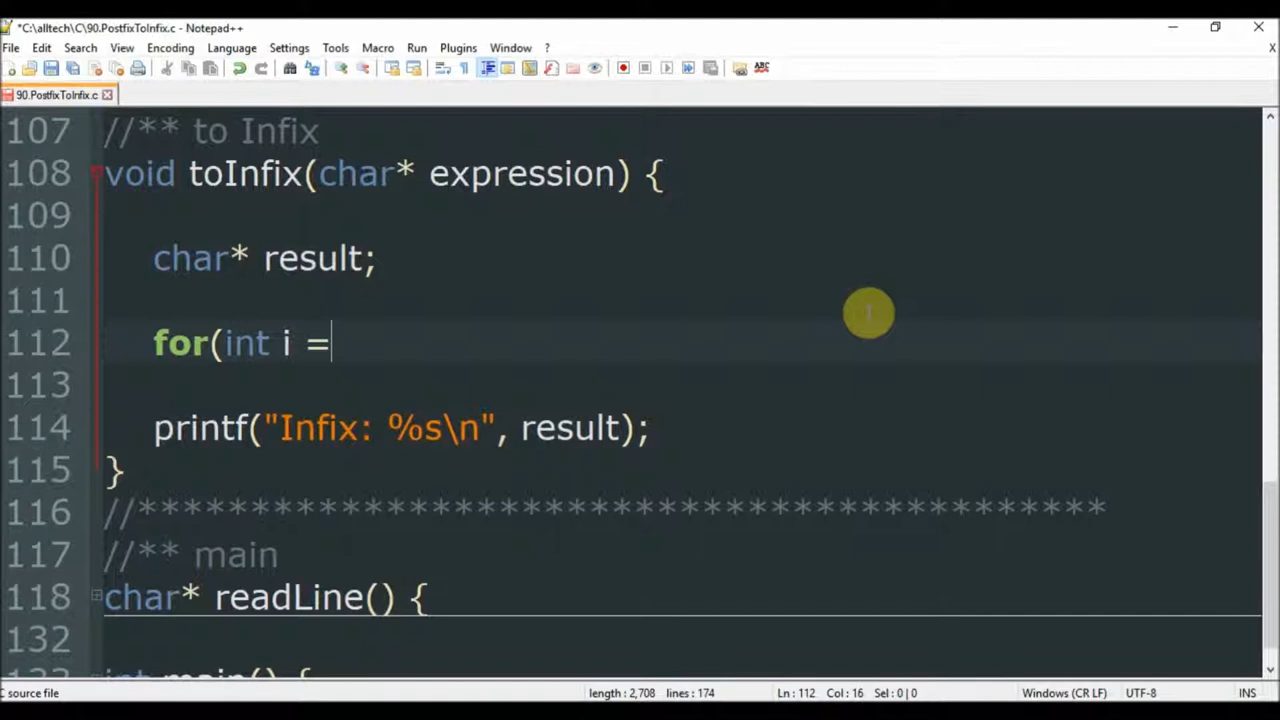 *C:\alltech\C\90.PostfixToInfix.c - Notepad++
File Edit Search View Encoding Language Settings Tools Macro Run Plugins Window ? X
90.PostfixToInfix.c
107 //** to Infix
108 void toInfix(char* expression) {
109
110 char* result;
111
112 for(int i =
113
114 printf("Infix: %s\n", result);
115 }
116 //*******************************************
117 //** main
118 char* readLine() {
132
133 int main() {
C source file length : 2,708 lines : 174 Ln : 112 Col : 16 Sel : 0 | 0 Windows (CR LF) UTF-8 INS